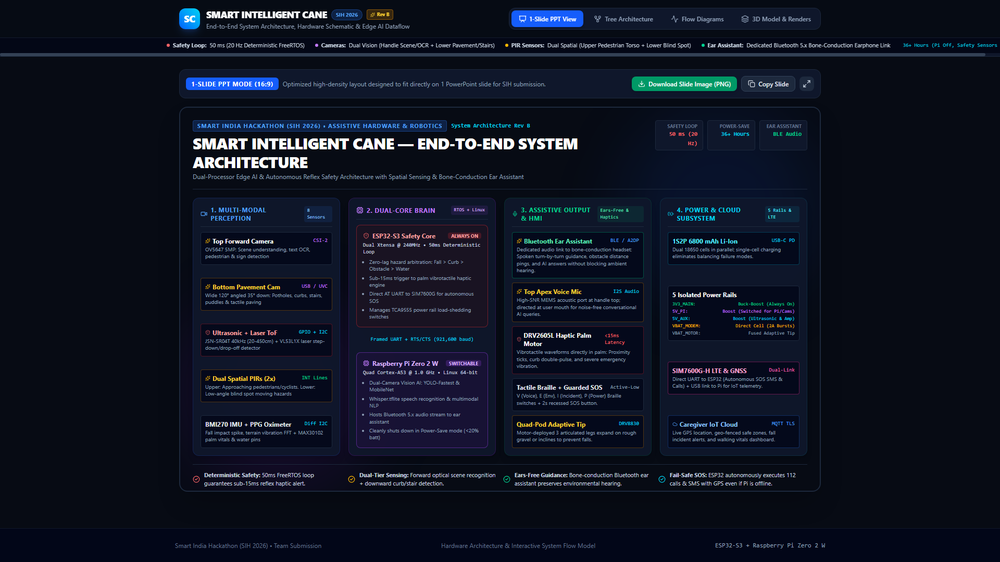 SC
SMART INTELLIGENT CANE SIH 2026 Rev B
End-to-End System Architecture, Hardware Schematic & Edge AI Dataflow
1-Slide PPT View
Tree Architecture
Flow Diagrams
3D Model & Renders
Safety Loop: 50 ms (20 Hz Deterministic FreeRTOS)
Cameras: Dual Vision (Handle Scene/OCR + Lower Pavement/Stairs)
PIR Sensors: Dual Spatial (Upper Pedestrian Torso + Lower Blind Spot)
Ear Assistant: Dedicated Bluetooth 5.x Bone-Conduction Earphone Link
36+ Hours (Pi Off, Safety Sensors
1-SLIDE PPT MODE (16:9)
Optimized high-density layout designed to fit directly on 1 PowerPoint slide for SIH submission.
Download Slide Image (PNG)
Copy Slide
SMART INDIA HACKATHON (SIH 2026) • ASSISTIVE HARDWARE & ROBOTICS
System Architecture Rev B
SMART INTELLIGENT CANE — END-TO-END SYSTEM
ARCHITECTURE
Dual-Processor Edge AI & Autonomous Reflex Safety Architecture with Spatial Sensing & Bone-Conduction Ear Assistant
SAFETY LOOP
50 ms (20
Hz)
POWER-SAVE
36+ Hours
EAR ASSISTANT
BLE Audio
1. MULTI-MODAL
PERCEPTION
8
Sensors
Top Forward Camera
CSI-2
OV5647 5MP: Scene understanding, text OCR,
pedestrian & sign detection
Bottom Pavement Cam
USB / UVC
Wide 120° angled 35° down: Potholes, curbs, stairs,
puddles & tactile paving
Ultrasonic + Laser ToF
GPIO + I2C
JSN-SR04T 40kHz (20-450cm) + VL53L1X laser step-
down/drop-off detector
Dual Spatial PIRs (2x)
INT Lines
Upper: Approaching pedestrians/cyclists. Lower:
Low-angle blind spot moving hazards
BMI270 IMU + PPG Oximeter
Diff I2C
Fall impact spike, terrain vibration FFT + MAX30102
palm vitals & water pins
2. DUAL-CORE BRAIN
RTOS + Linux
ESP32-S3 Safety Core
ALWAYS ON
Dual Xtensa @ 240MHz • 50ms Deterministic
Loop
• Zero-lag hazard arbitration: Fall > Curb >
Obstacle > Water
• Sub-15ms trigger to palm vibrotactile haptic
engine
• Direct AT UART to SIM7600G for autonomous
SOS
• Manages TCA9555 power rail load-shedding
switches
Framed UART + RTS/CTS (921,600 baud)
Raspberry Pi Zero 2 W
SWITCHABLE
Quad Cortex-A53 @ 1.0 GHz • Linux 64-bit
• Dual-Camera Vision AI: YOLO-Fastest &
MobileNet
• Whisper.tflite speech recognition & multimodal
NLP
• Hosts Bluetooth 5.x audio stream to ear
assistant
• Cleanly shuts down in Power-Save mode (<20%
batt)
3. ASSISTIVE OUTPUT
& HMI
Ears-Free &
Haptics
Bluetooth Ear Assistant
BLE / A2DP
Dedicated audio link to bone-conduction headset:
Spoken turn-by-turn guidance, obstacle distance
pings, and AI answers without blocking ambient
hearing.
Top Apex Voice Mic
I2S Audio
High-SNR MEMS acoustic port at handle top;
directed at user mouth for noise-free conversational
AI queries.
DRV2605L Haptic Palm
Motor
<15ms
Latency
Vibrotactile waveforms directly in palm: Proximity
ticks, curb double-pulse, and severe emergency
vibration.
Tactile Braille + Guarded SOS
Active-Low
V (Voice), E (Env), I (Incident), P (Power) Braille
switches + 2s recessed SOS button.
Quad-Pod Adaptive Tip
DRV8830
Motor-deployed 3 articulated legs expand on rough
gravel or inclines to prevent falls.
4. POWER & CLOUD
SUBSYSTEM
5 Rails &
LTE
1S2P 6800 mAh Li-Ion
USB-C PD
Dual 18650 cells in parallel; single-cell charging
eliminates balancing failure modes.
5 Isolated Power Rails
3V3_MAIN: Buck-Boost (Always On)
5V_PI: Boost (Switched for Pi/Cams)
5V_AUX: Boost (Ultrasonic & Amp)
VBAT_MODEM: Direct Cell (2A Bursts)
VBAT_MOTOR: Fused Adaptive Tip
SIM7600G-H LTE & GNSS
Dual-Link
Direct UART to ESP32 (Autonomous SOS SMS &
Calls) + USB link to Pi for IoT telemetry.
Caregiver IoT Cloud
MQTT TLS
Live GPS location, geo-fenced safe zones, fall
incident alerts, and walking vitals dashboard.
Deterministic Safety: 50ms FreeRTOS loop
guarantees sub-15ms reflex haptic alert.
Dual-Tier Sensing: Forward optical scene recognition
+ downward curb/stair detection.
Ears-Free Guidance: Bone-conduction Bluetooth ear
assistant preserves environmental hearing.
Fail-Safe SOS: ESP32 autonomously executes 112
calls & SMS with GPS even if Pi is offline.
Smart India Hackathon (SIH 2026) • Team Submission
Hardware Architecture & Interactive System Flow Model
ESP32-S3 + Raspberry Pi Zero 2 W